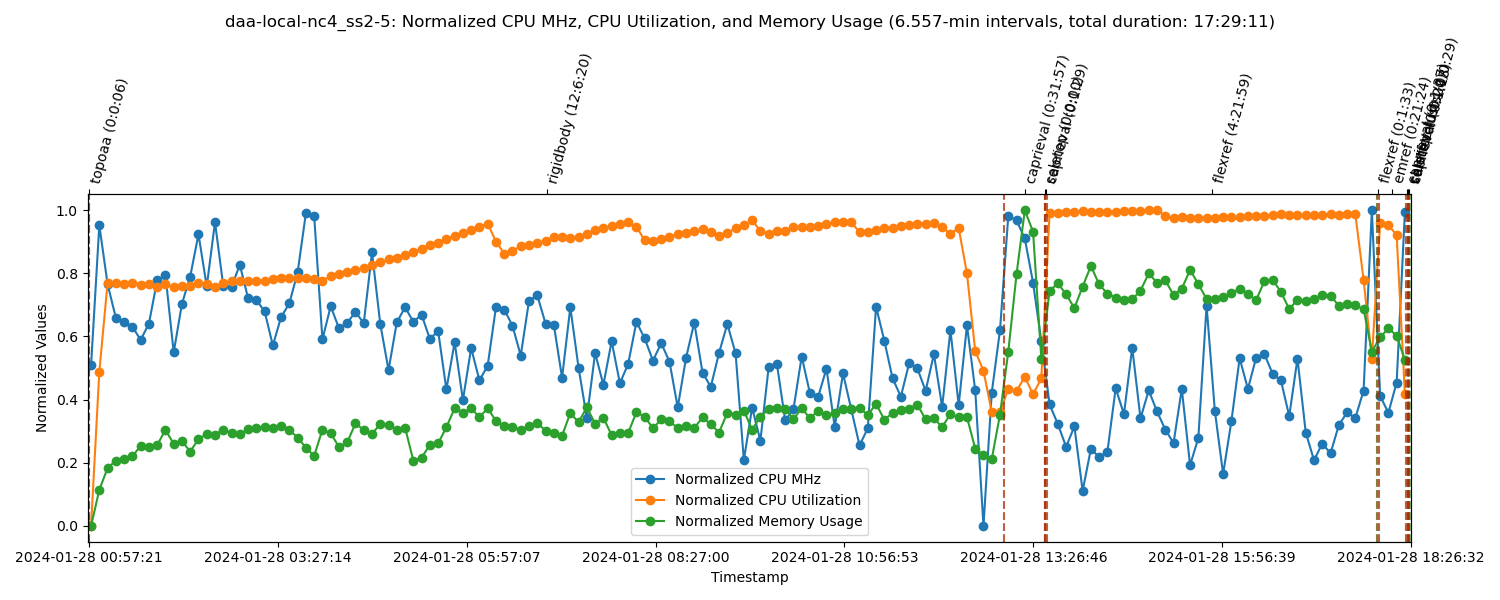 daa-local-nc4_ss2-5: Normalized CPU MHz, CPU Utilization, and Memory Usage (6.557-min intervals, total duration: 17:29:11)
topoaa (0:0:06)
rigidbody (12:6:20)
caprieval (0:31:57)
flexref (4:21:59)
flexref (0:1:33)
emref (0:21:24)
Normalized Values
1.0
0.8
0.6
0.4
0.2
0.0
Normalized CPU MHz
Normalized CPU Utilization
Normalized Memory Usage
2024-01-28 00:57:21
2024-01-28 03:27:14
2024-01-28 05:57:07
2024-01-28 08:27:00
2024-01-28 10:56:53
2024-01-28 13:26:46
2024-01-28 15:56:39
2024-01-28 18:26:32
Timestamp